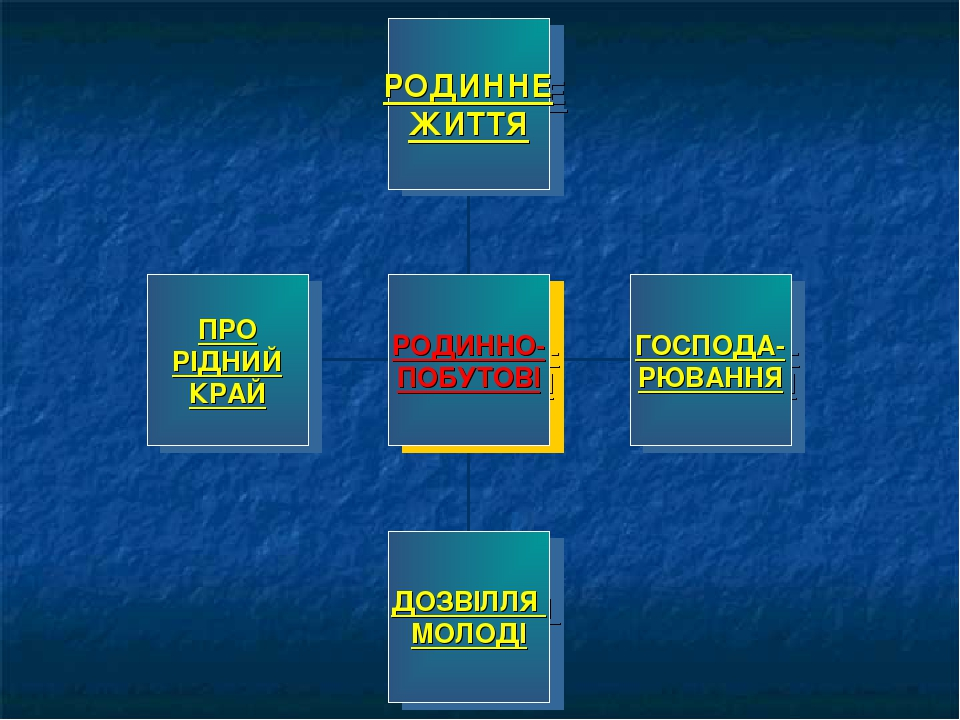 РОДИННЕ
ЖИТТЯ
ПРО
РІДНИЙ
КРАЙ
РОДИННО-
ПОБУТОВІ
ГОСПОДА-
РЮВАННЯ
ДОЗВІЛЛЯ
МОЛОДІ